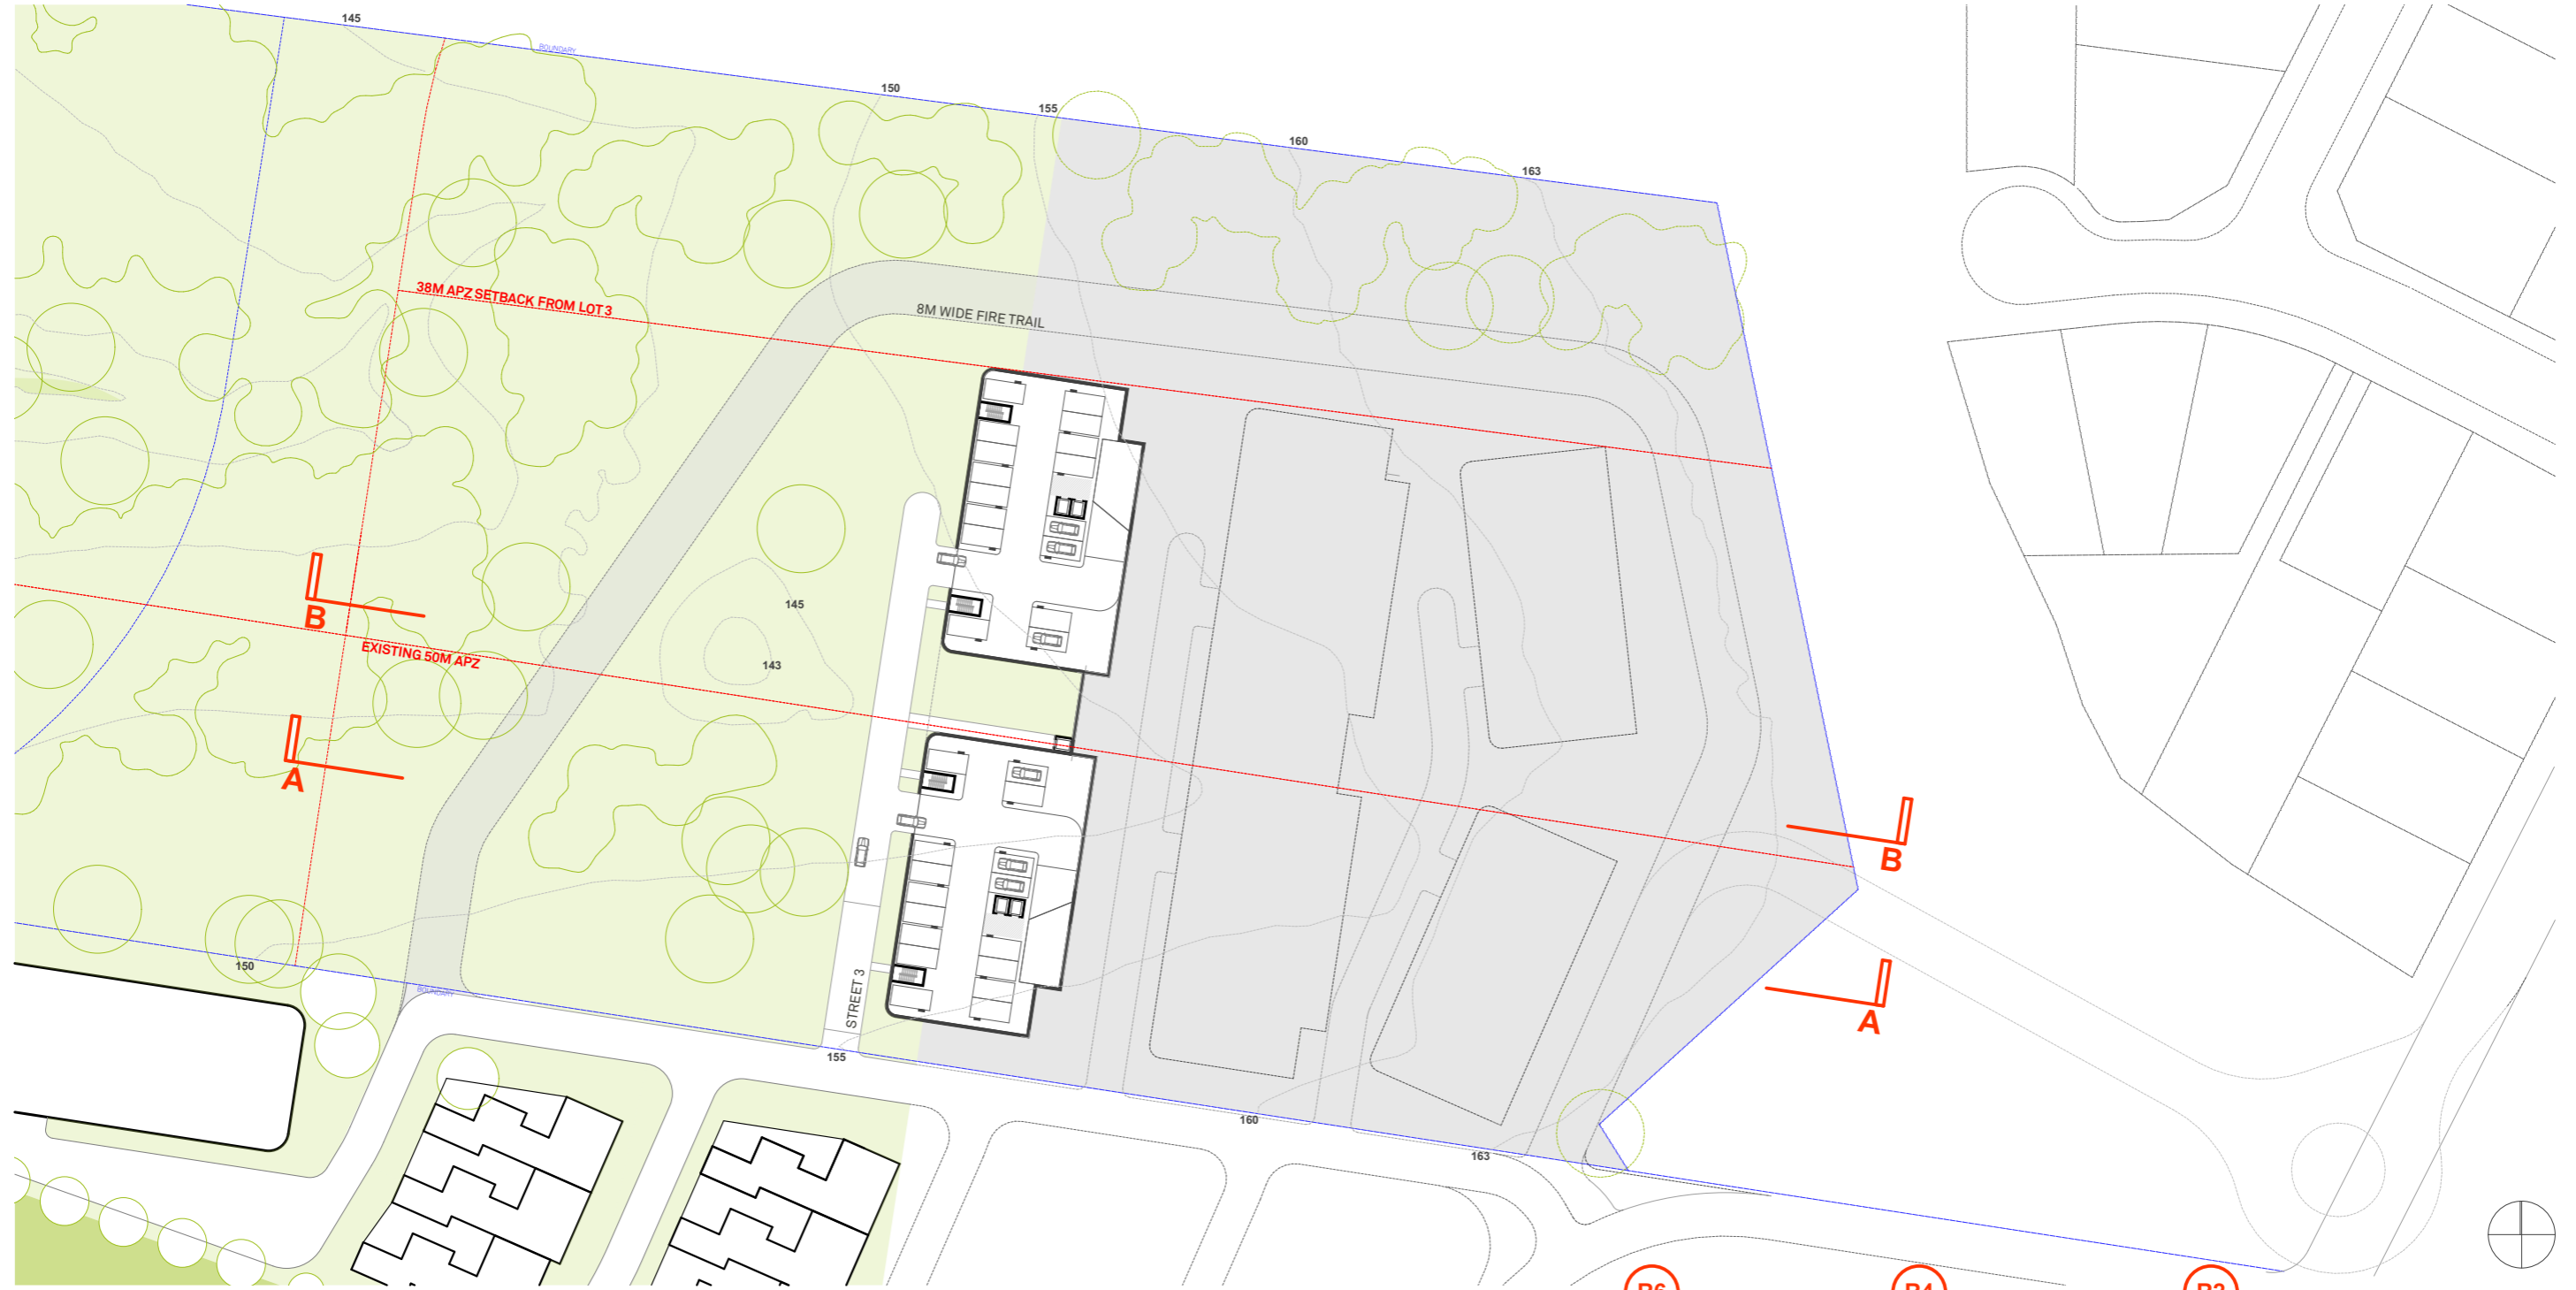 145
BOUNDARY
150
155
160
163
38M APZ SETBACK FROM LOT 3
8M WIDE FIRE TRAIL
B
145
EXISTING 50M APZ
143
A
B
150
BOUNDARY
STREET 3
A
155
160
163